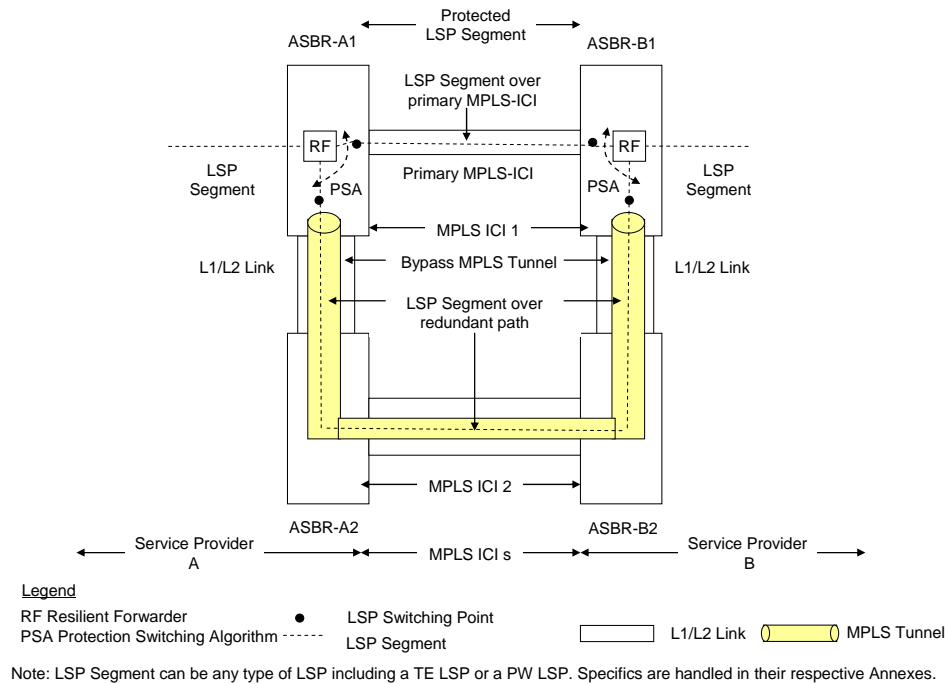 Protected
LSP Segment
ASBR-A1
ASBR-B1
LSP Segment over
primary MPLS-ICI
RF
RF
LSP
Segment
PSA
Primary MPLS-ICI
PSA
LSP
Segment
MPLS ICI 1
L1/L2 Link
Bypass MPLS Tunnel
L1/L2 Link
LSP Segment over
redundant path
MPLS ICI 2
ASBR-A2
ASBR-B2
Service Provider
A
MPLS ICI s
Service Provider
B
Legend
RF Resilient Forwarder
PSA Protection Switching Algorithm
LSP Switching Point
LSP Segment
L1/L2 Link
MPLS Tunnel
Note: LSP Segment can be any type of LSP including a TE LSP or a PW LSP. Specifics are handled in their respective Annexes.